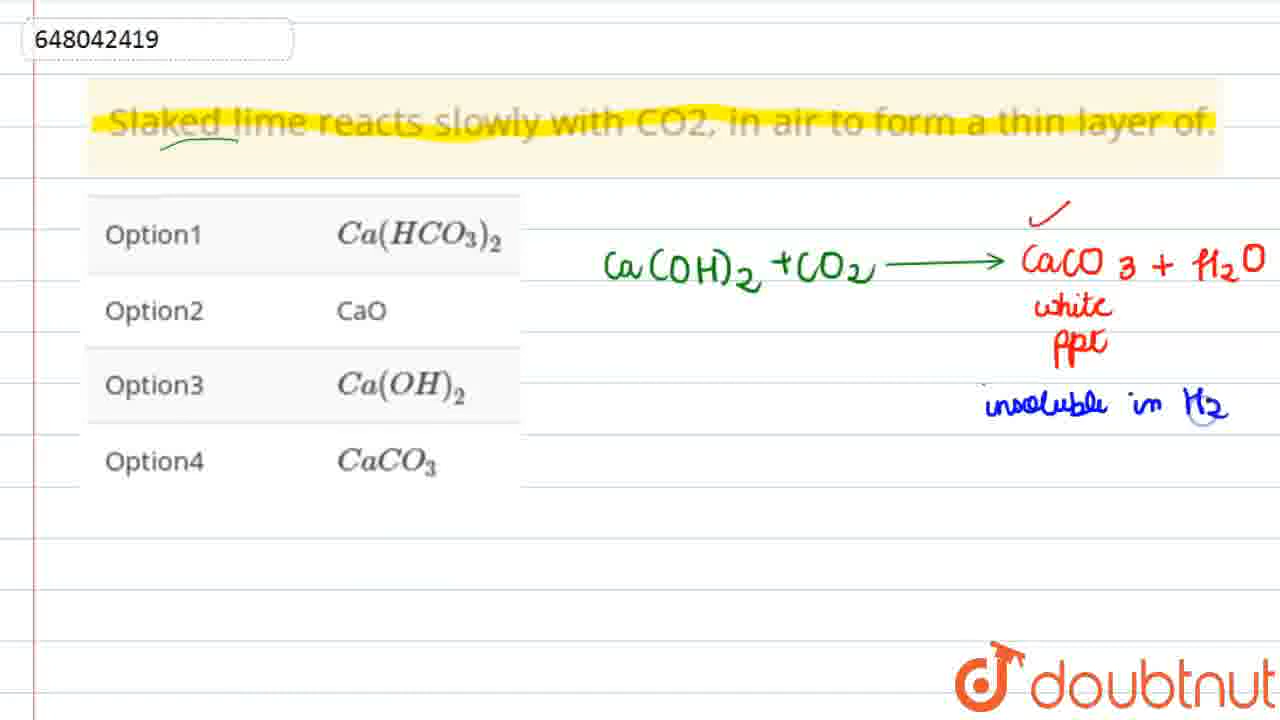 648042419
Slaked lime reacts slowly with CO2, in air to form a thin layer of.
Option1 Ca(HCO₃)₂
Option2 CaO
Option3 Ca(OH)₂
Option4 CaCO₃
Ca(OH)₂ + CO₂ ⟶ CaCO₃ + H₂O
white
ppt
insoluble in H₂
doubtnut